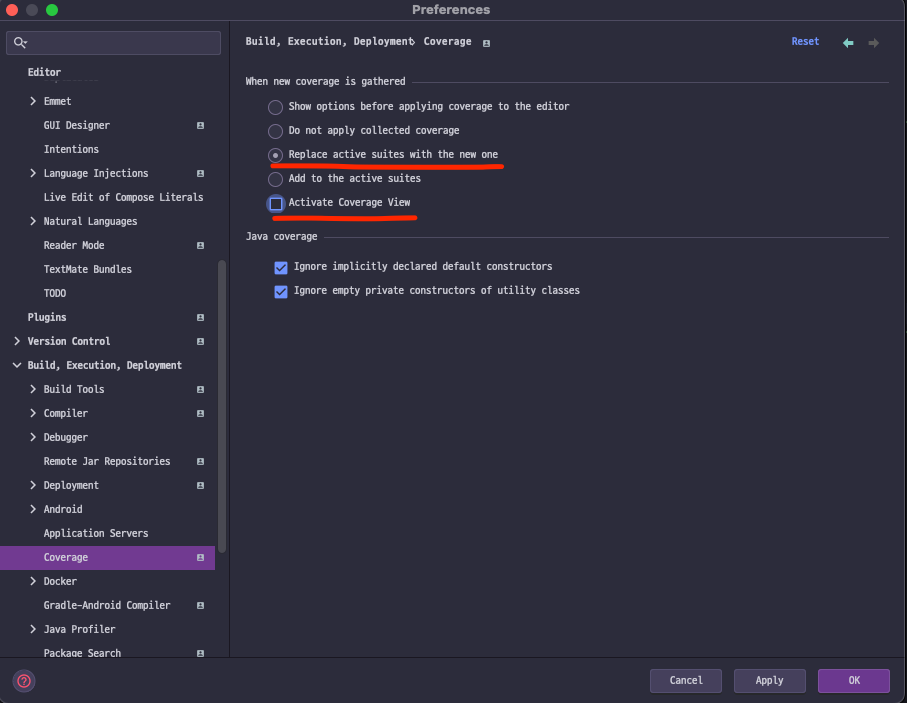 Preferences
Editor
Emmet
GUI Designer
Intentions
Language Injections
Live Edit of Compose Literals
Natural Languages
Reader Mode
TextMate Bundles
TODO
Plugins
Version Control
Build, Execution, Deployment
Build Tools
Compiler
Debugger
Remote Jar Repositories
Deployment
Android
Application Servers
Coverage
Docker
Gradle-Android Compiler
Java Profiler
Package Search
Build, Execution, Deployment › Coverage
Reset
When new coverage is gathered
Show options before applying coverage to the editor
Do not apply collected coverage
Replace active suites with the new one
Add to the active suites
Activate Coverage View
Java coverage
Ignore implicitly declared default constructors
Ignore empty private constructors of utility classes
?
Cancel
Apply
OK